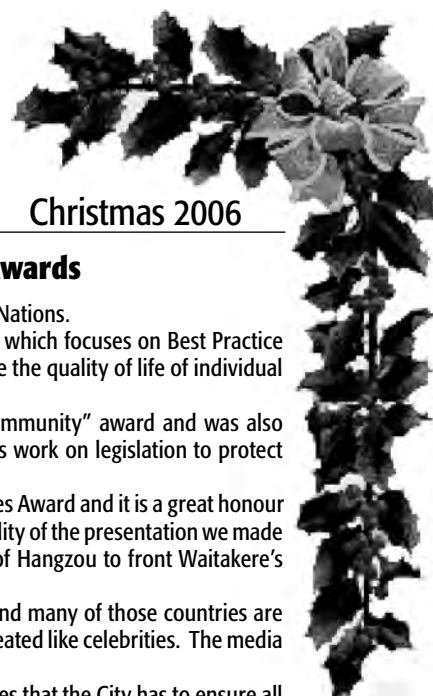 Christmas 2006
wards
Nations.
which focuses on Best Practice
e the quality of life of individual
mmunity” award and was also
s work on legislation to protect
es Award and it is a great honour
lity of the presentation we made
of Hangzou to front Waitakere’s
nd many of those countries are
eated like celebrities. The media
es that the City has to ensure all